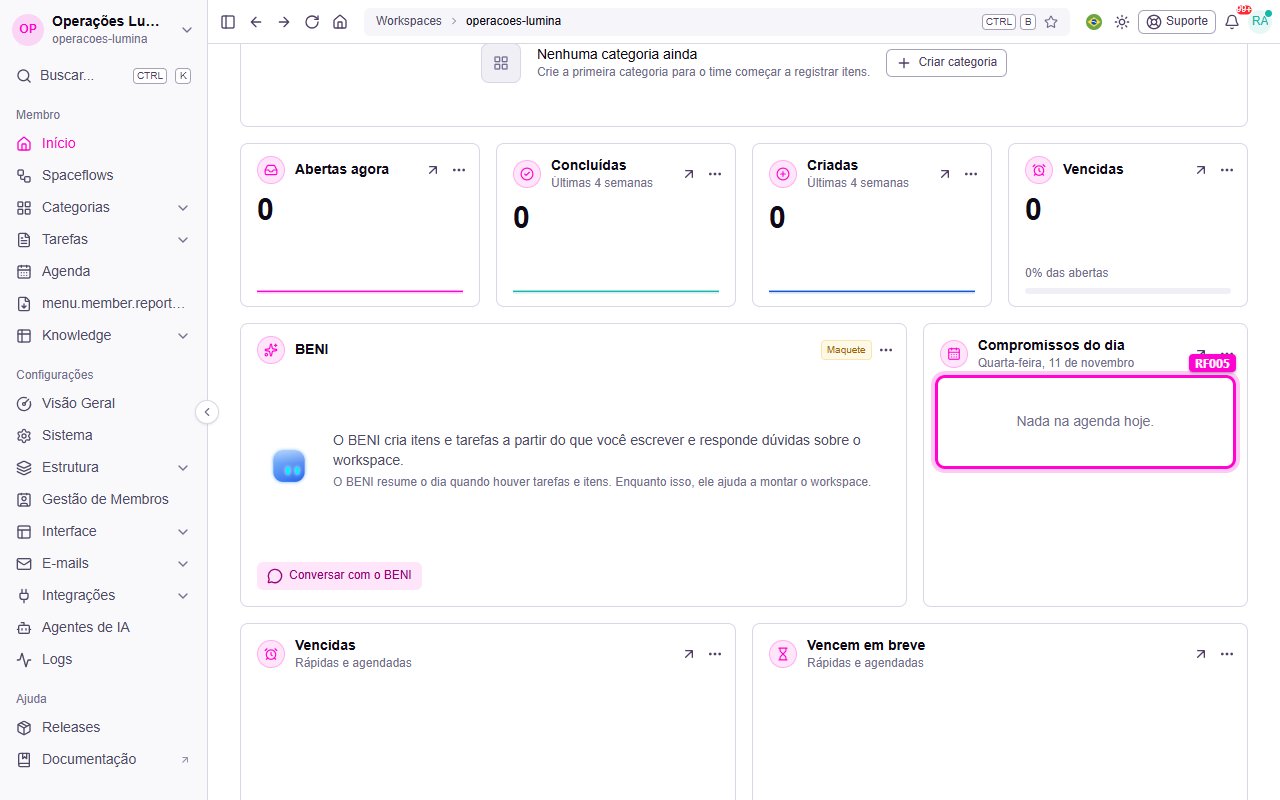 OP
Operações Lu...
operacoes-lumina
Buscar...
CTRL
K
Membro
Início
Spaceflows
Categorias
Tarefas
Agenda
menu.member.report...
Knowledge
Configurações
Visão Geral
Sistema
Estrutura
Gestão de Membros
Interface
E-mails
Integrações
Agentes de IA
Logs
Ajuda
Releases
Documentação
Workspaces
operacoes-lumina
CTRL
B
Suporte
99+
RA
Nenhuma categoria ainda
Crie a primeira categoria para o time começar a registrar itens.
Criar categoria
Abertas agora
0
Concluídas
Últimas 4 semanas
0
Criadas
Últimas 4 semanas
0
Vencidas
0
0% das abertas
BENI
Maquete
O BENI cria itens e tarefas a partir do que você escrever e responde dúvidas sobre o
workspace.
O BENI resume o dia quando houver tarefas e itens. Enquanto isso, ele ajuda a montar o workspace.
Conversar com o BENI
Compromissos do dia
Quarta-feira, 11 de novembro
RF005
Nada na agenda hoje.
Vencidas
Rápidas e agendadas
Vencem em breve
Rápidas e agendadas